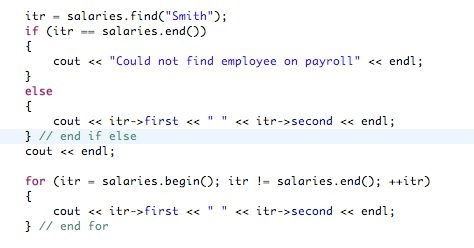 itr = salaries.find("Smith");
if (itr == salaries.end())
{
    cout << "Could not find employee on payroll" << endl;
}
else
{
    cout << itr->first << " " << itr->second << endl;
} // end if else
cout << endl;

for (itr = salaries.begin(); itr != salaries.end(); ++itr)
{
    cout << itr->first << " " << itr->second << endl;
} // end for